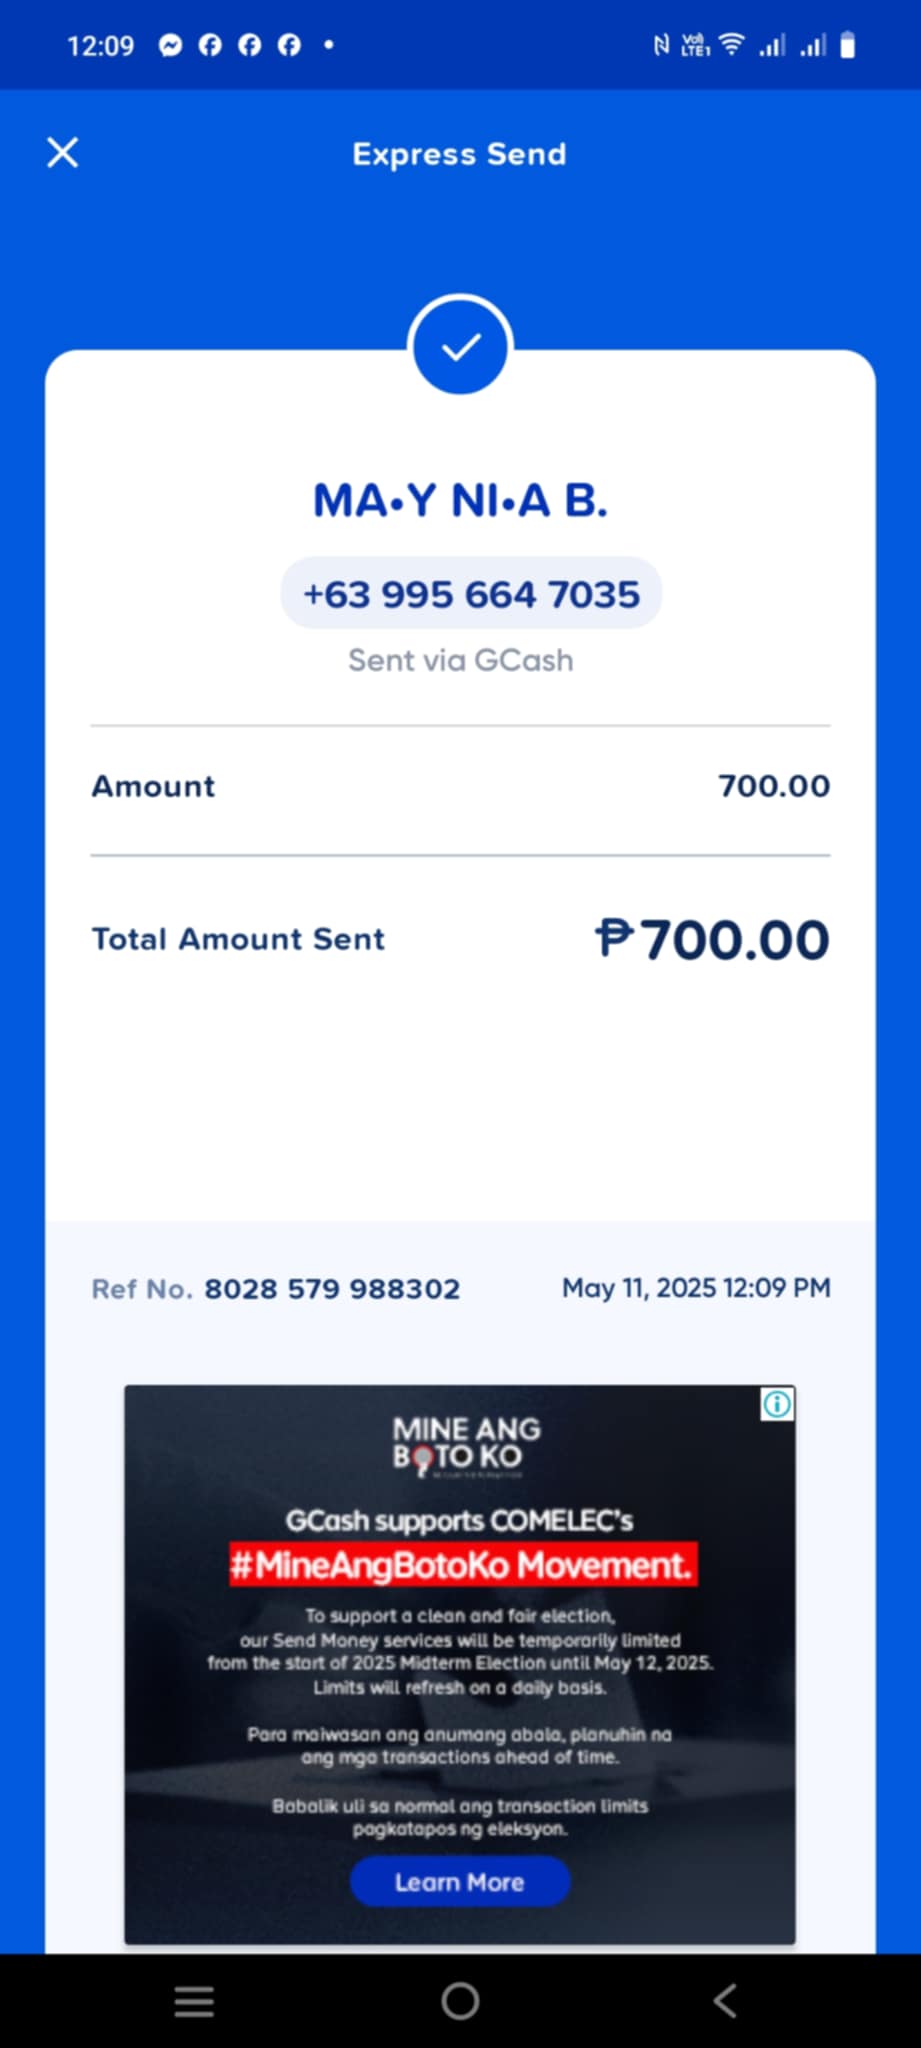 12:09
VoD
LTE1
Express Send
MA•Y NI•A B.
+63 995 664 7035
Sent via GCash
Amount 700.00
Total Amount Sent ₱700.00
Ref No. 8028 579 988302 May 11, 2025 12:09 PM
MINE ANG
BOTO KO
GCash supports COMELEC's
#MineAngBotoKo Movement.
To support a clean and fair election,
our Send Money services will be temporarily limited
from the start of 2025 Midterm Election until May 12, 2025.
Limits will refresh on a daily basis.
Para maiwasan ang anumang abala, planuhin na
ang mga transactions ahead of time.
Babalik uli sa normal ang transaction limits
pagkatapos ng eleksyon.
Learn More